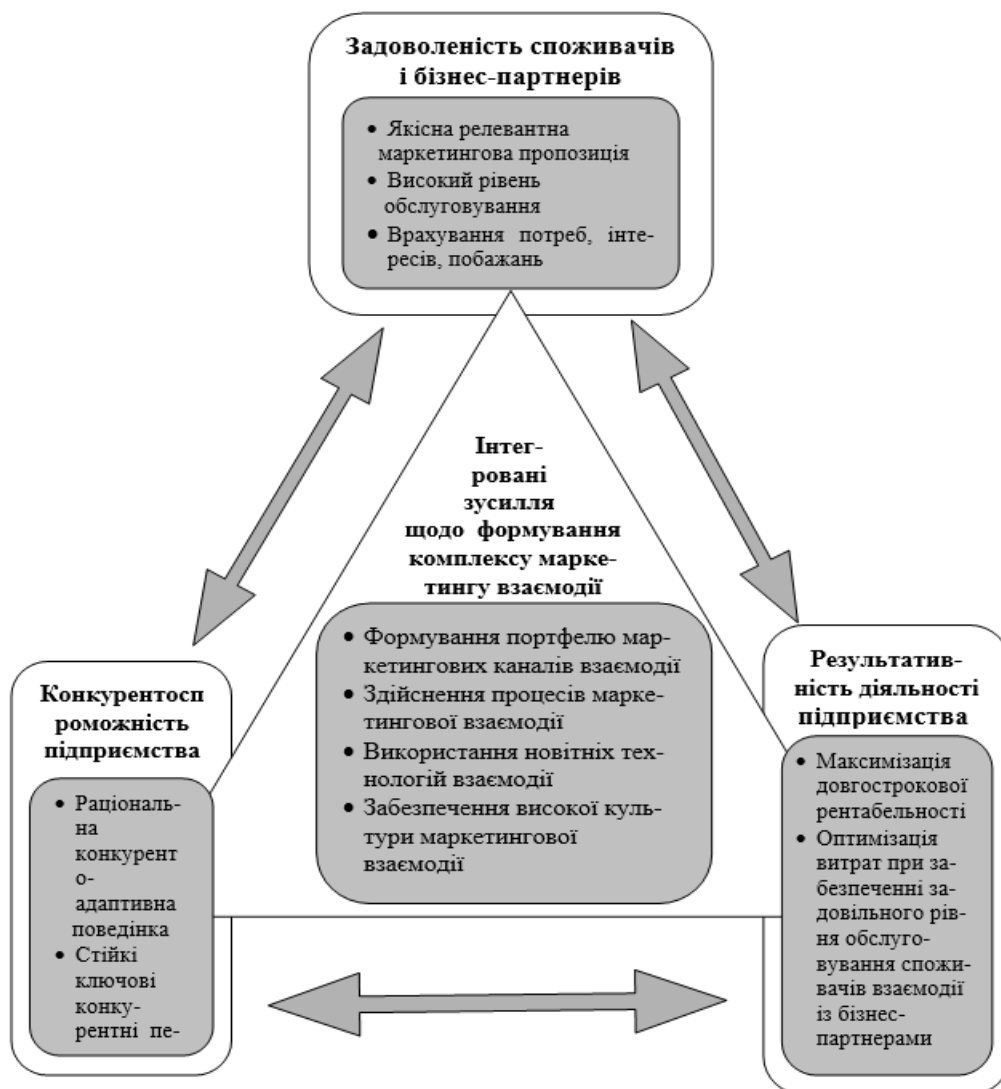 Задоволеність споживачів
і бізнес-партнерів
• Якісна релевантна
маркетингова пропозиція
• Високий рівень
обслуговування
• Врахування потреб, інте-
ресів, побажань
Інтег-
ровані
зусилля
щодо формування
комплексу марке-
тингу взаємодії
• Формування портфелю мар-
кетингових каналів взаємодії
• Здійснення процесів марке-
тингової взаємодії
• Використання новітніх тех-
нологій взаємодії
• Забезпечення високої куль-
тури маркетингової
взаємодії
Конкурентосп
роможність
підприємства
• Раціональ-
на
конкурент
о-
адаптивна
поведінка
• Стійкі
ключові
конку-
рентні пе-
Результатив-
ність діяльності
підприємства
• Максимізація
довгострокової
рентабельності
• Оптимізація
витрат при за-
безпеченні за-
довільного рів-
ня обслуго-
вування спожи-
вачів взаємодії
із бізнес-
партнерами